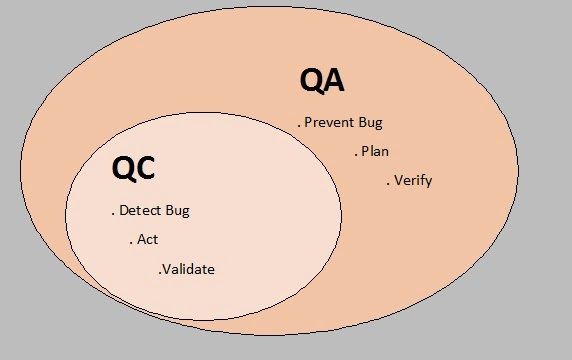 QA
. Prevent Bug
. Plan
. Verify
QC
. Detect Bug
. Act
.Validate